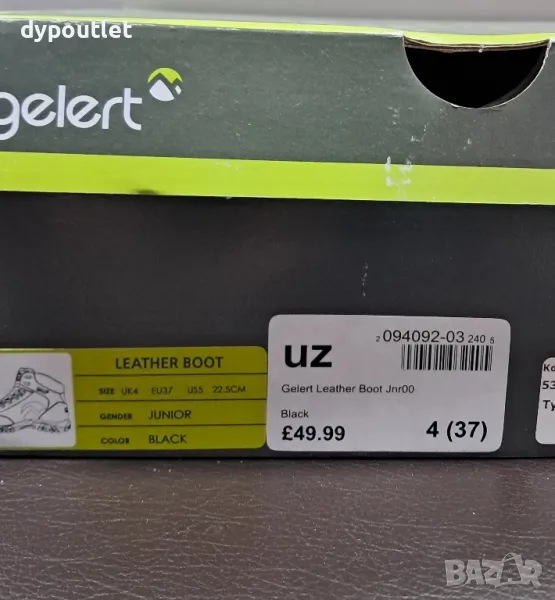 dypoutlet
gelert
LEATHER BOOT
SIZE UK4 EU37 US5 22.5CM
GENDER JUNIOR
COLOR BLACK
uz
2 094092-03 240 5
Gelert Leather Boot Jnr00
Black
£49.99 4 (37)
53
BAZAR